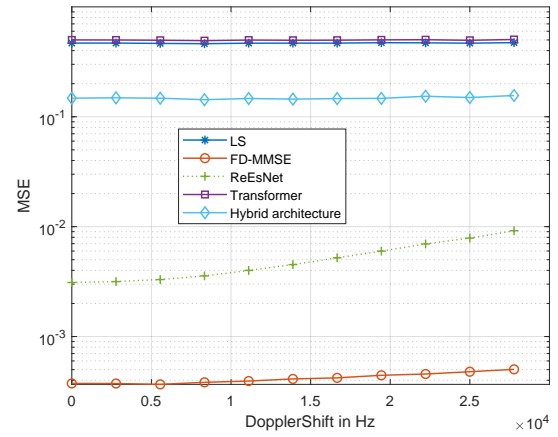 10^-1
10^-2
10^-3
MSE
LS
FD-MMSE
ReEsNet
Transformer
Hybrid architecture
0 0.5 1 1.5 2 2.5
DopplerShift in Hz
×10^4